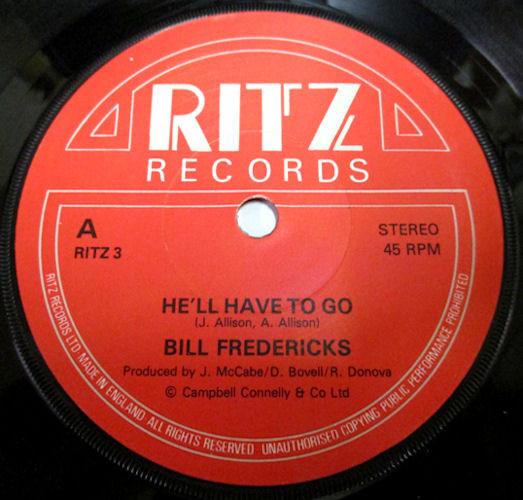 RITZ
RECORDS
A
RITZ 3
STEREO
45 RPM
HE'LL HAVE TO GO
(J. Allison, A. Allison)
BILL FREDERICKS
Produced by J. McCabe/D. Bovell/R. Donova
© Campbell Connelly & Co Ltd
RITZ RECORDS LTD MADE IN ENGLAND ALL RIGHTS RESERVED · UNAUTHORISED COPYING PUBLIC PERFORMANCE PROHIBITED